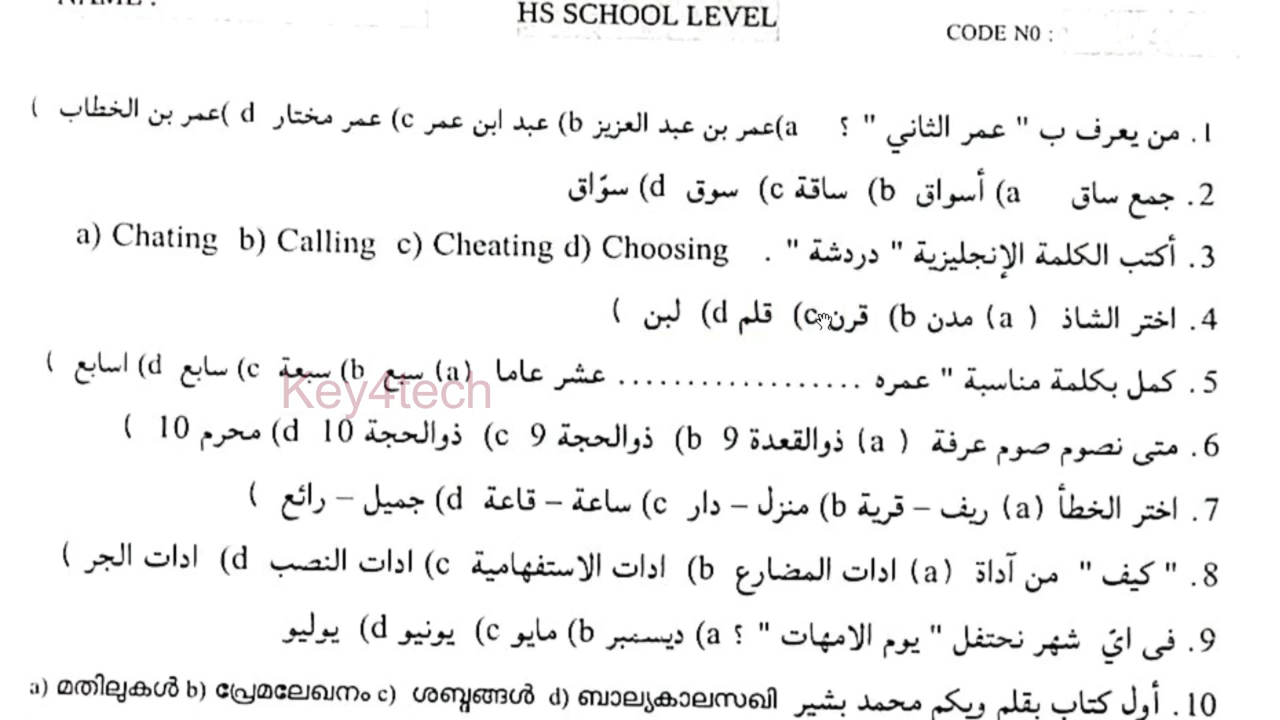 HS SCHOOL LEVEL
CODE N0 :
1. من يعرف ب " عمر الثاني " ؟ a)عمر بن عبد العزيز b) عبد ابن عمر c) عمر مختار d )عمر بن الخطاب )
2. جمع ساق a) أسواق b) ساقة c) سوق d) سوّاق
3. أكتب الكلمة الإنجليزية " دردشة " . a) Chating b) Calling c) Cheating d) Choosing
4. اختر الشاذ ( a) مدن b) قرن c) قلم d) لبن )
5. كمل بكلمة مناسبة " عمره .................. عشر عاما (a) سبع b) سبعة c) سابع d) اسابع )
Key4tech
6. متى نصوم صوم عرفة ( a) ذوالقعدة 9 b) ذوالحجة 9 c) ذوالحجة 10 d) محرم 10 )
7. اختر الخطأ (a) ريف – قرية b) منزل – دار c) ساعة – قاعة d) جميل – رائع )
8. " كيف " من آداة (a) ادات المضارع b) ادات الاستفهامية c) ادات النصب d) ادات الجر )
9. فى ايّ شهر نحتفل " يوم الامهات " ؟ a) ديسمبر b) مايو c) يونيو d) يوليو
10. أول كتاب بقلم ويكم محمد بشير a) മതിലുകൾ b) പ്രേമലേഖനം c) ശബ്ദങ്ങൾ d) ബാല്യകാലസഖി